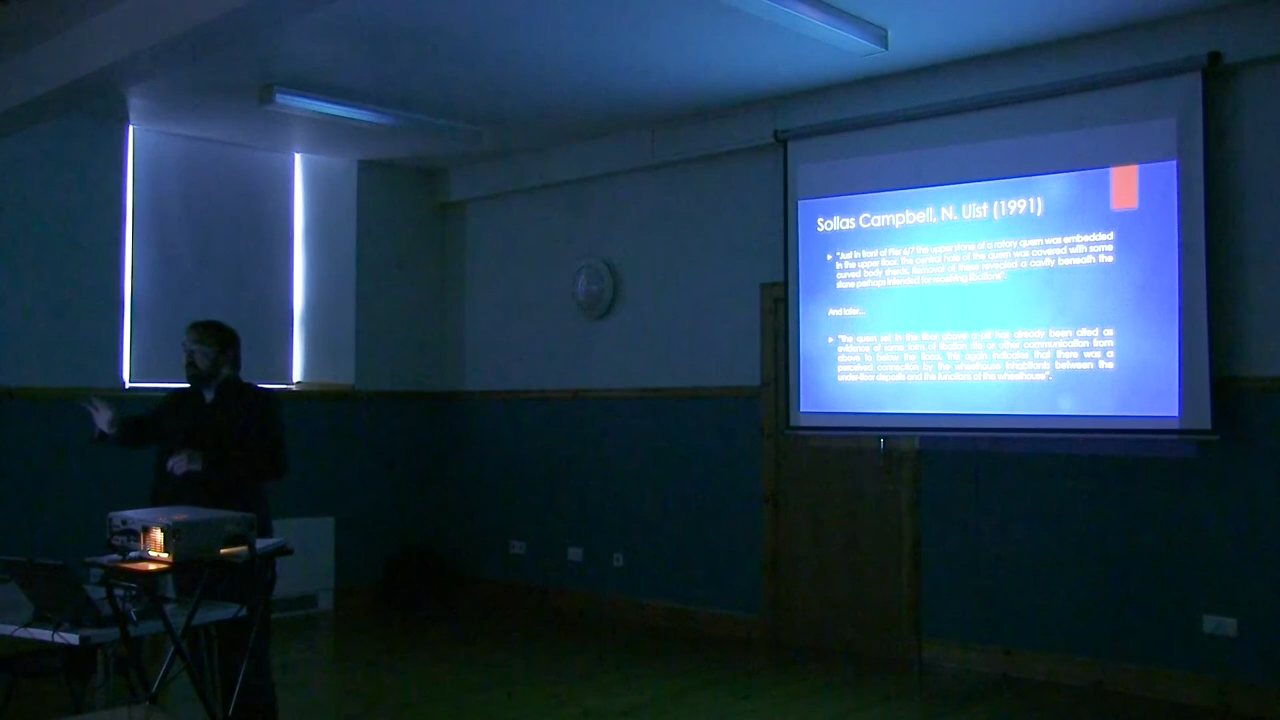 Sollas Campbell, N. Uist (1991)
"Just in front of Pier 6/7 the upper stone of a rotary quern was embedded
in the upper floor. The central hole of the quern was covered with some
curved body sherds. Removal of these revealed a cavity beneath the
stone perhaps intended for receiving libations".
And later...
"The quern set in the floor above a pit has already been cited as
evidence of some form of libation rite or other communication from
above to below the floors. This again indicates that there was a
perceived connection by the wheelhouse inhabitants between the
under-floor deposits and the functions of the wheelhouse".